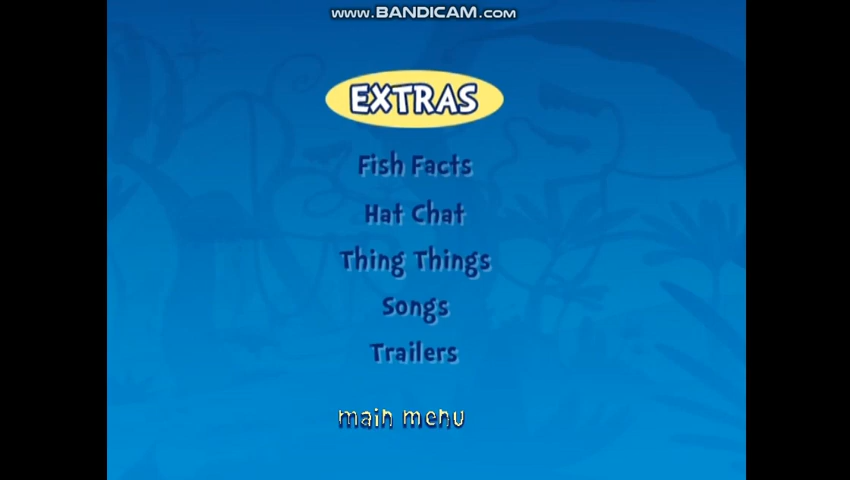 www.BANDICAM.com
EXTRAS
Fish Facts
Hat Chat
Thing Things
Songs
Trailers
main menu